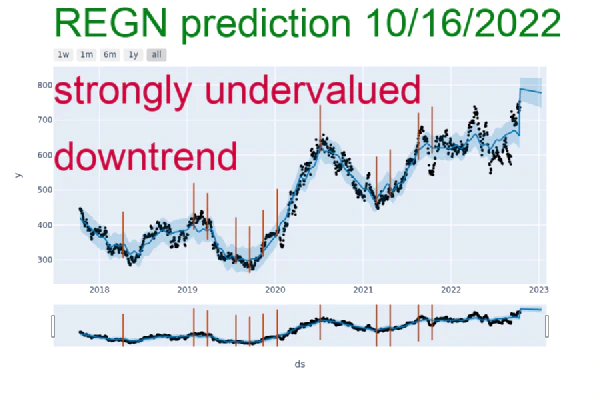 REGN prediction 10/16/2022
1w 1m 6m 1y all
strongly undervalued
downtrend
800
700
600
500
400
300
y
2018 2019 2020 2021 2022 2023
ds